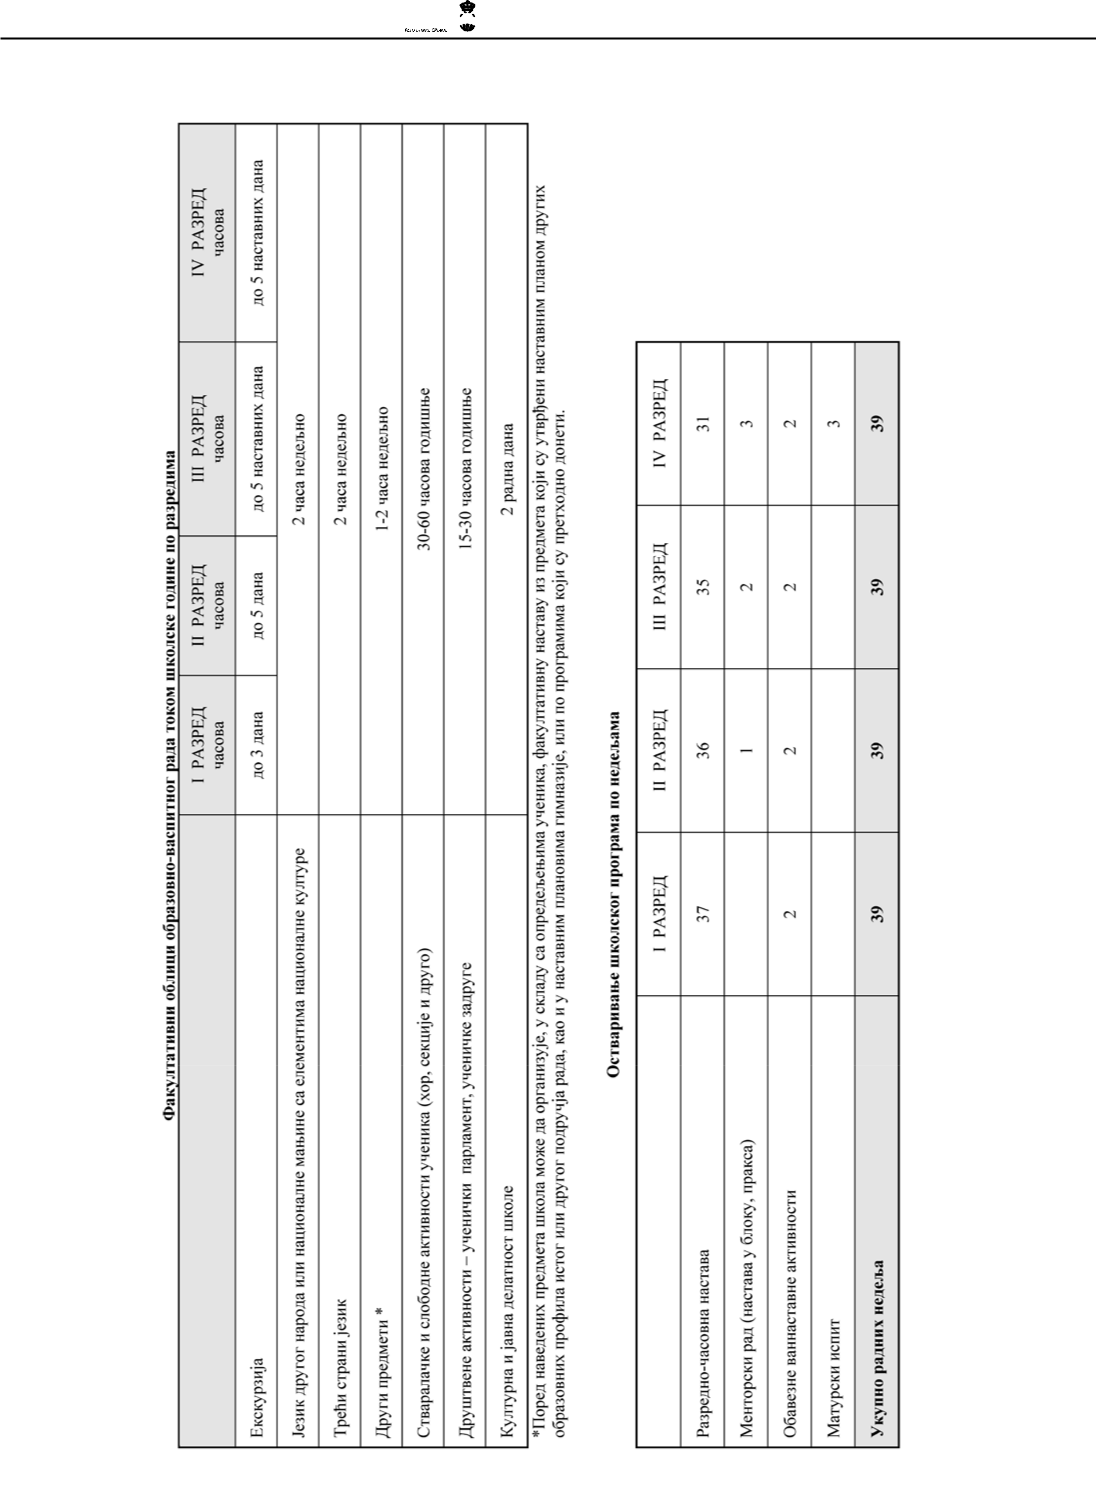 Факултативни облици образовно-васпитног рада током школске године по разредима
I РАЗРЕД часова II РАЗРЕД часова III РАЗРЕД часова IV РАЗРЕД часова
Екскурзија до 3 дана до 5 дана до 5 наставних дана до 5 наставних дана
Језик другог народа или националне мањине са елементима националне културе 2 часа недељно
Трећи страни језик 2 часа недељно
Други предмети * 1-2 часа недељно
Стваралачке и слободне активности ученика (хор, секције и друго) 30-60 часова годишње
Друштвене активности – ученички парламент, ученичке задруге 15-30 часова годишње
Културна и јавна делатност школе 2 радна дана
*Поред наведених предмета школа може да организује, у складу са опредељењима ученика, факултативну наставу из предмета који су утврђени наставним планом других
образовних профила истог или другог подручја рада, као и у наставним плановима гимназије, или по програмима који су претходно донети.
Остваривање школског програма по недељама
I РАЗРЕД II РАЗРЕД III РАЗРЕД IV РАЗРЕД
Разредно-часовна настава 37 36 35 31
Менторски рад (настава у блоку, пракса) 1 2 3
Обавезне ваннаставне активности 2 2 2 2
Матурски испит 3
Укупно радних недеља 39 39 39 39